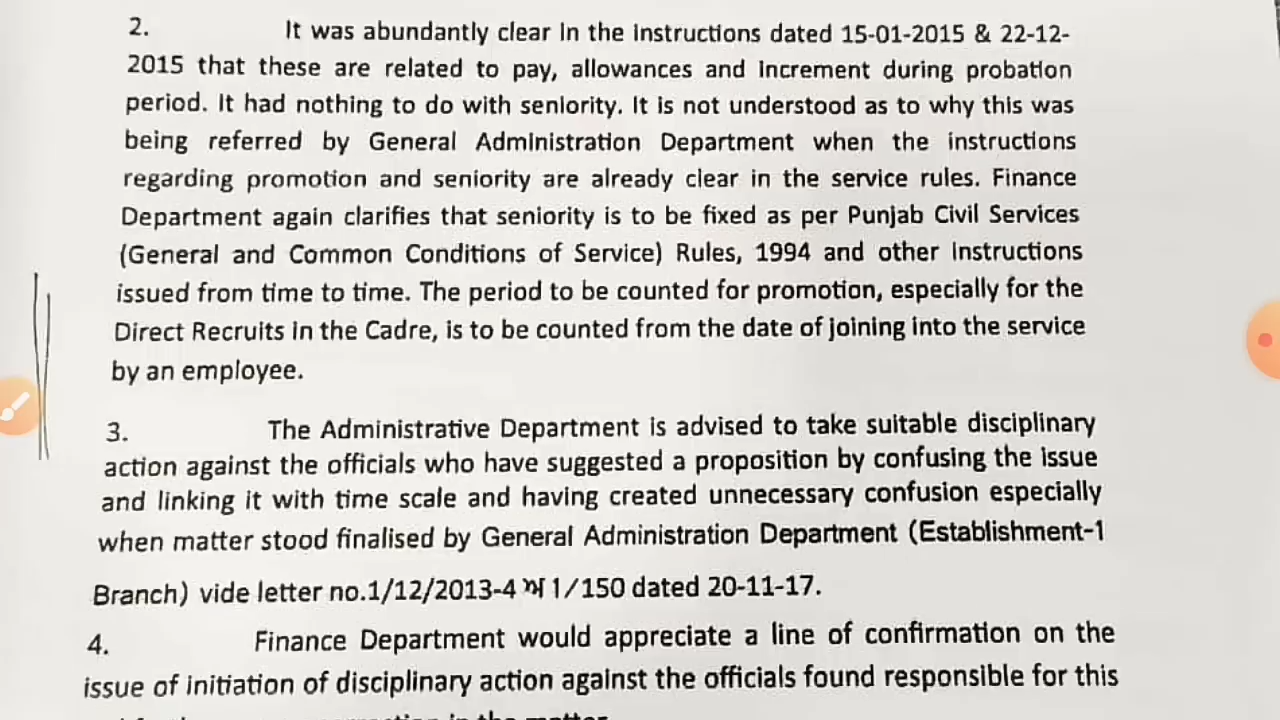 2. It was abundantly clear in the instructions dated 15-01-2015 & 22-12-
2015 that these are related to pay, allowances and increment during probation
period. It had nothing to do with seniority. It is not understood as to why this was
being referred by General Administration Department when the instructions
regarding promotion and seniority are already clear in the service rules. Finance
Department again clarifies that seniority is to be fixed as per Punjab Civil Services
(General and Common Conditions of Service) Rules, 1994 and other instructions
issued from time to time. The period to be counted for promotion, especially for the
Direct Recruits in the Cadre, is to be counted from the date of joining into the service
by an employee.
3. The Administrative Department is advised to take suitable disciplinary
action against the officials who have suggested a proposition by confusing the issue
and linking it with time scale and having created unnecessary confusion especially
when matter stood finalised by General Administration Department (Establishment-1
Branch) vide letter no.1/12/2013-4 1/150 dated 20-11-17.
4. Finance Department would appreciate a line of confirmation on the
issue of initiation of disciplinary action against the officials found responsible for this
in the matter.